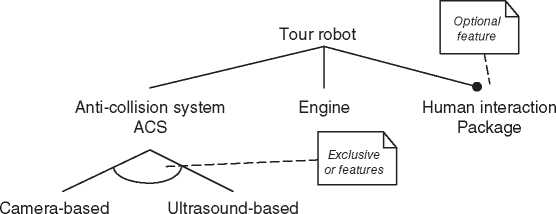 Tour robot
Optional
feature
Anti-collision system
ACS
Engine
Human interaction
Package
Exclusive
or features
Camera-based
Ultrasound-based